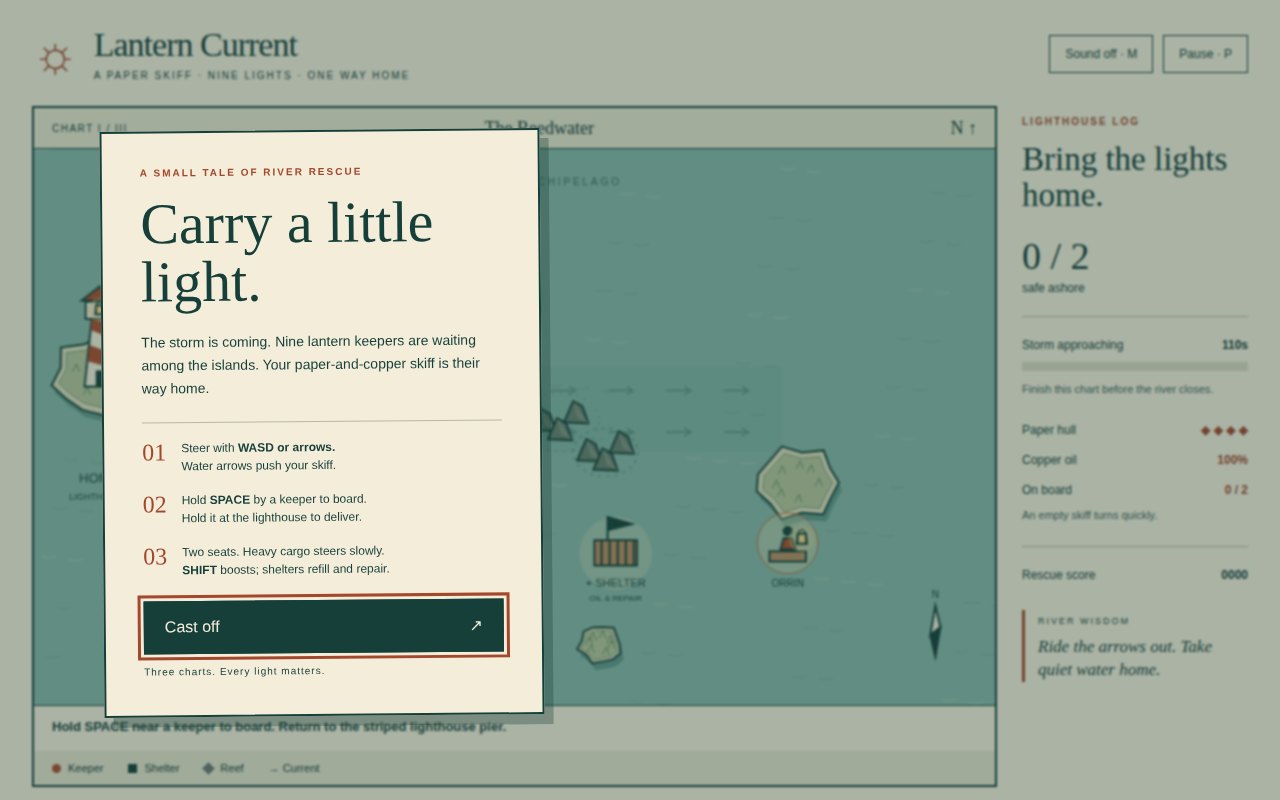 Lantern Current
A PAPER SKIFF · NINE LIGHTS · ONE WAY HOME
Sound off · M
Pause · P
CHART I / III
The Reedwater
N ↑
CHIPELAGO
A SMALL TALE OF RIVER RESCUE
Carry a little
light.
The storm is coming. Nine lantern keepers are waiting
among the islands. Your paper-and-copper skiff is their
way home.
01 Steer with WASD or arrows.
Water arrows push your skiff.
02 Hold SPACE by a keeper to board.
Hold it at the lighthouse to deliver.
03 Two seats. Heavy cargo steers slowly.
SHIFT boosts; shelters refill and repair.
Cast off ↗
Three charts. Every light matters.
HOM
LIGHTH
+ SHELTER
OIL & REPAIR
ORRIN
N
Hold SPACE near a keeper to board. Return to the striped lighthouse pier.
Keeper
Shelter
Reef
→ Current
LIGHTHOUSE LOG
Bring the lights
home.
0 / 2
safe ashore
Storm approaching 110s
Finish this chart before the river closes.
Paper hull ◆◆◆◆
Copper oil 100%
On board 0 / 2
An empty skiff turns quickly.
Rescue score 0000
RIVER WISDOM
Ride the arrows out. Take
quiet water home.